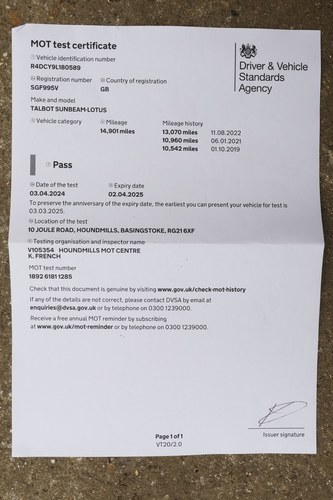 MOT test certificate
Driver & Vehicle
Standards
Agency
Vehicle identification number
R4DCY9L180589
Registration number
Country of registration
SGF995V
GB
Make and model
TALBOT SUNBEAM-LOTUS
Vehicle category
Mileage
Mileage history
14,901 miles
13,070 miles 11.08.2022
10,960 miles 06.01.2021
10,542 miles 01.10.2019
Pass
Date of the test
Expiry date
03.04.2024
02.04.2025
To preserve the anniversary of the expiry date, the earliest you can present your vehicle for test is
03.03.2025.
Location of the test
10 JOULE ROAD, HOUNDMILLS, BASINGSTOKE, RG21 6XF
Testing organisation and inspector name
V105354 HOUNDMILLS MOT CENTRE
K. FRENCH
MOT test number
1892 6181 1285
Check that this document is genuine by visiting www.gov.uk/check-mot-history
If any of the details are not correct, please contact DVSA by email at
enquiries@dvsa.gov.uk or by telephone on 0300 1239000.
Receive a free annual MOT reminder by subscribing
at www.gov.uk/mot-reminder or by telephone on 0300 1239000.
Issuer signature
Page 1 of 1
VT20/2.0